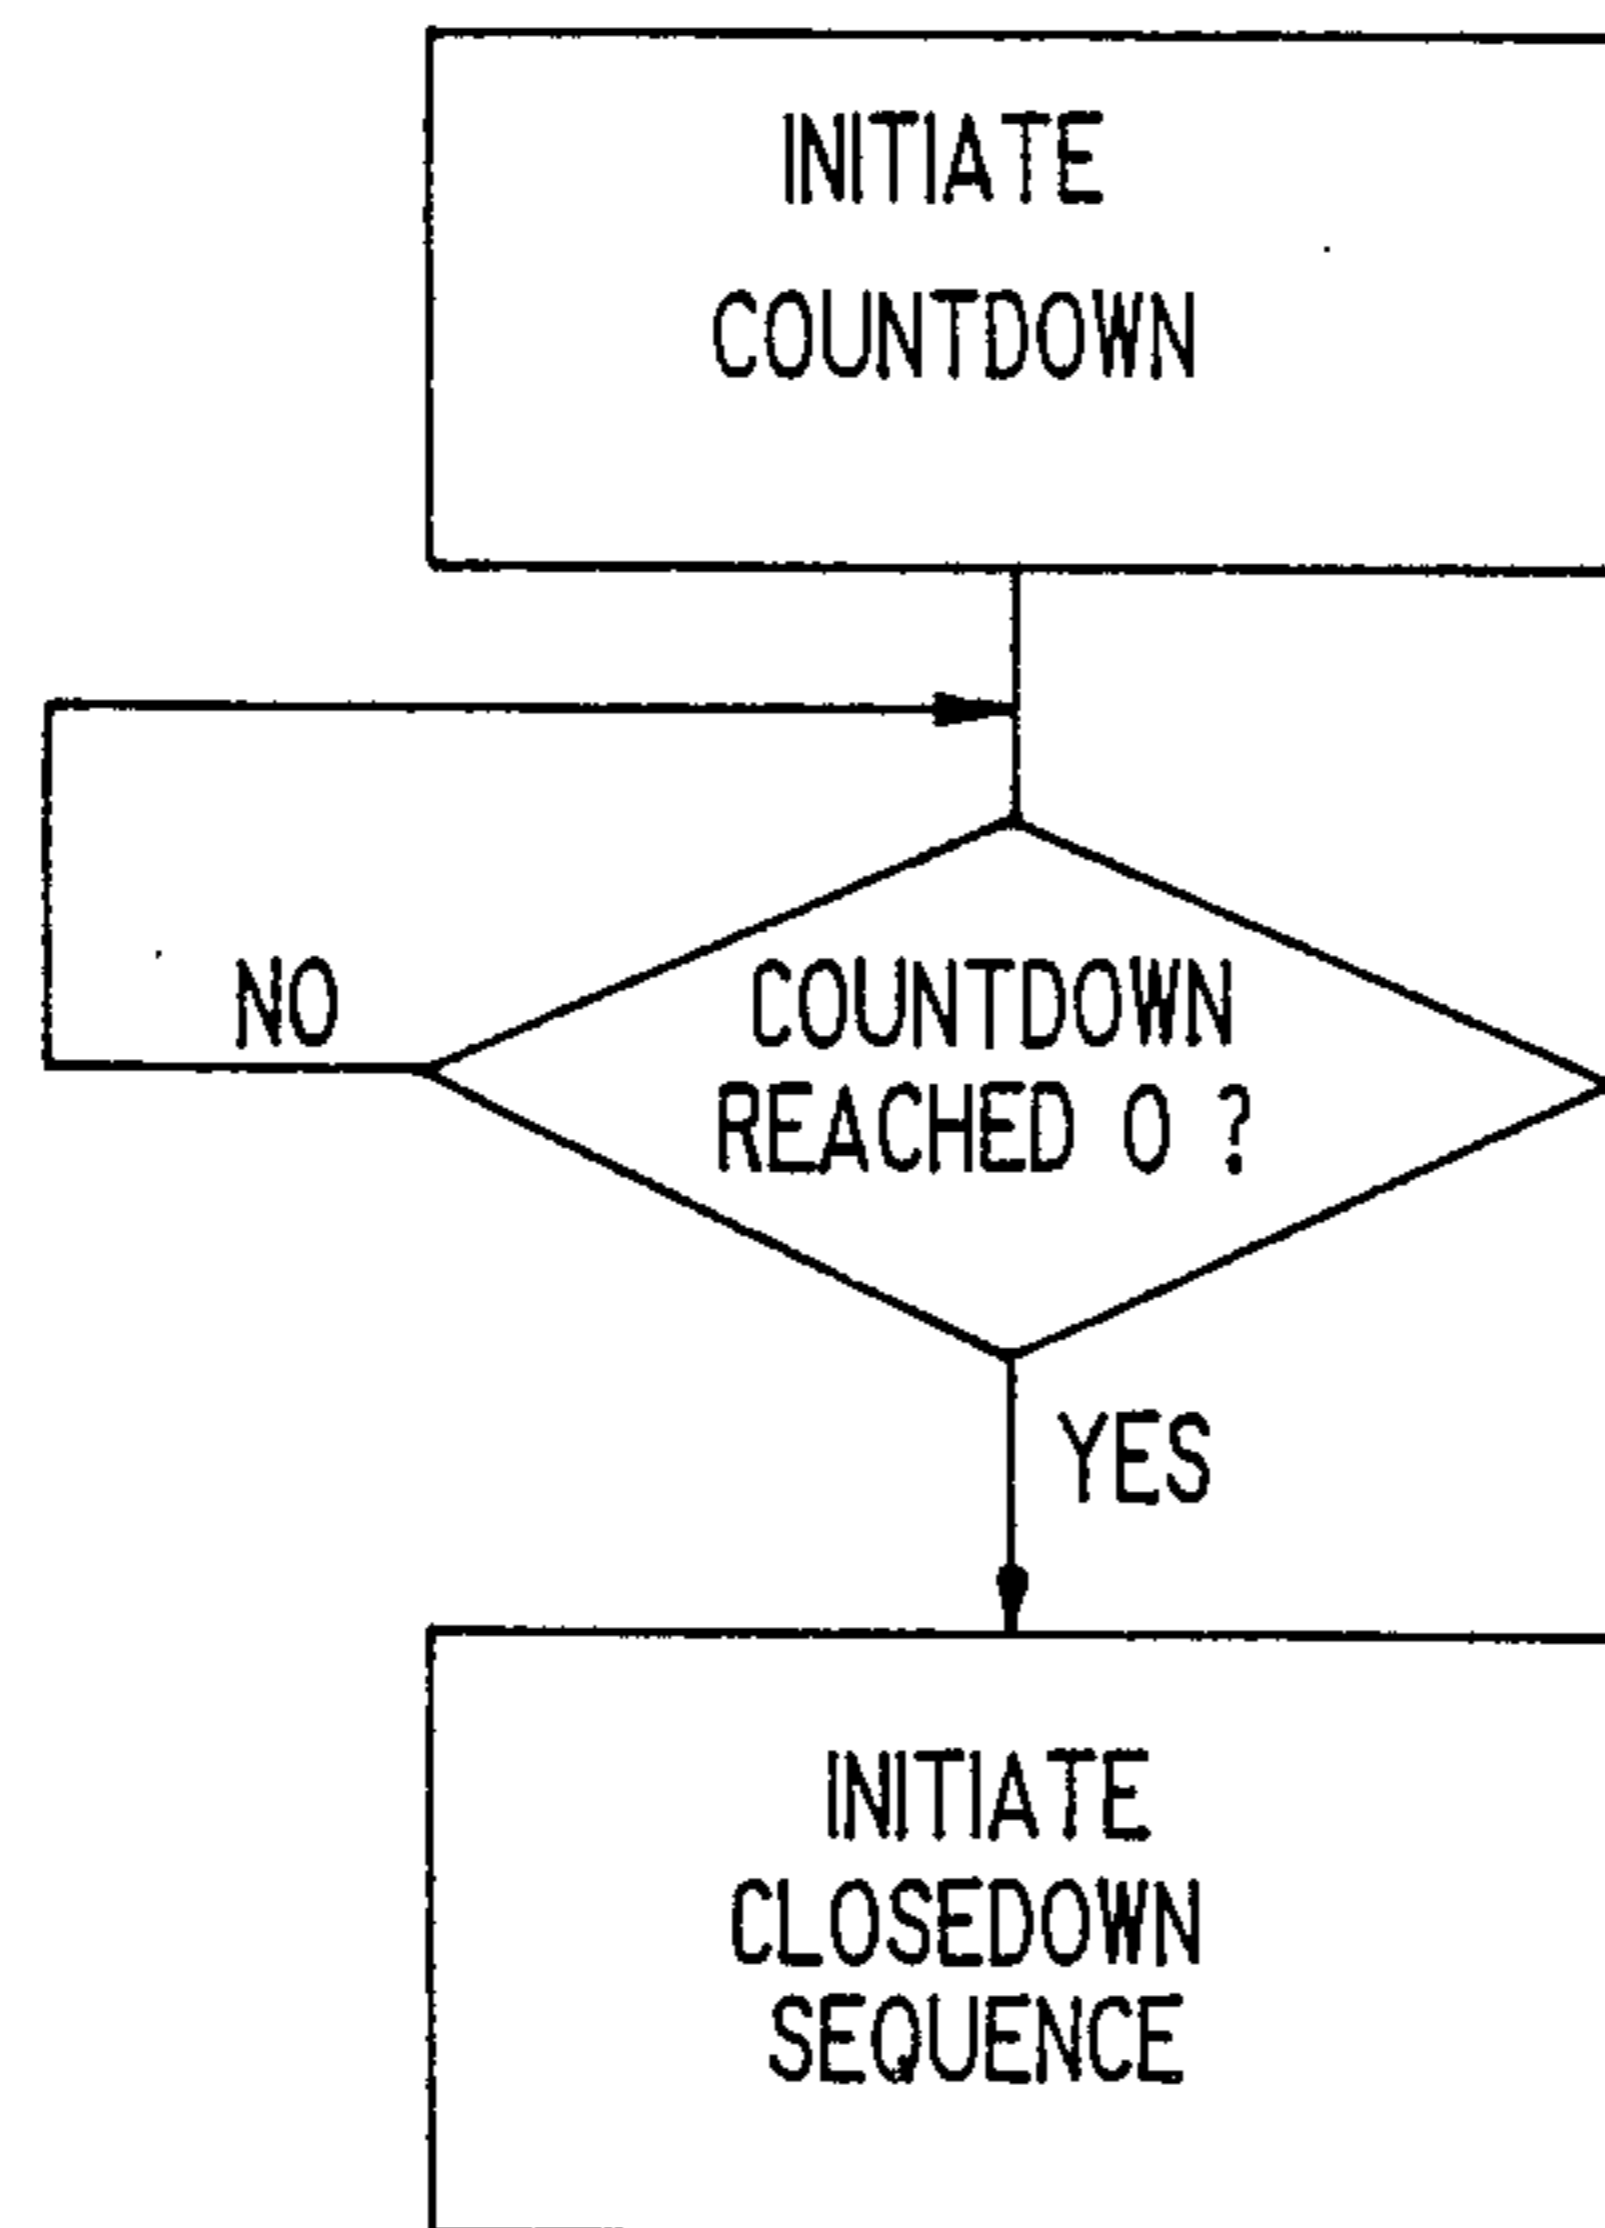 INITIATE
COUNTDOWN
NO
COUNTDOWN
REACHED 0 ?
YES
INITIATE
CLOSEDOWN
SEQUENCE